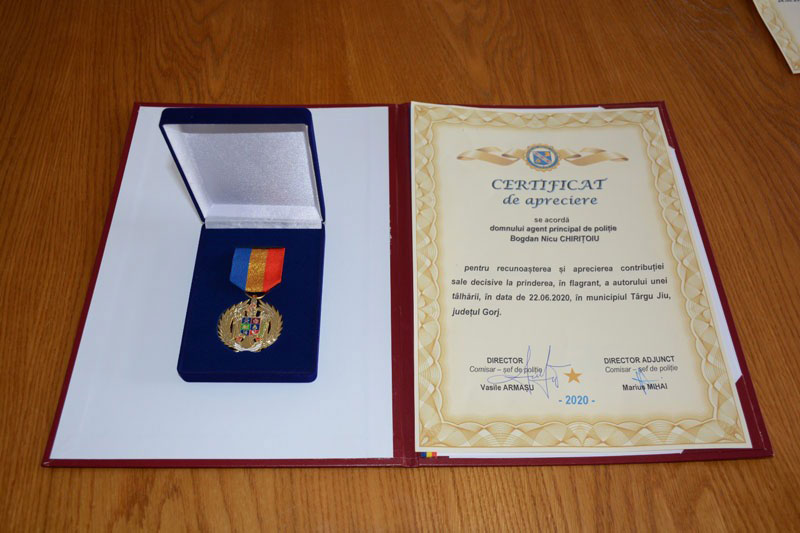 CERTIFICAT
de apreciere
se acordă
domnului agent principal de poliție
Bogdan Nicu CHIRIȚOIU
pentru recunoașterea și aprecierea contribuției
sale decisive la prinderea, în flagrant, a autorului unei
tâlhării, în data de 22.06.2020, în municipiul Târgu Jiu,
județul Gorj.
DIRECTOR
Comisar – șef de poliție
Vasile ARMAȘU
DIRECTOR ADJUNCT
Comisar – șef de poliție
Marius MIHAI
- 2020 -